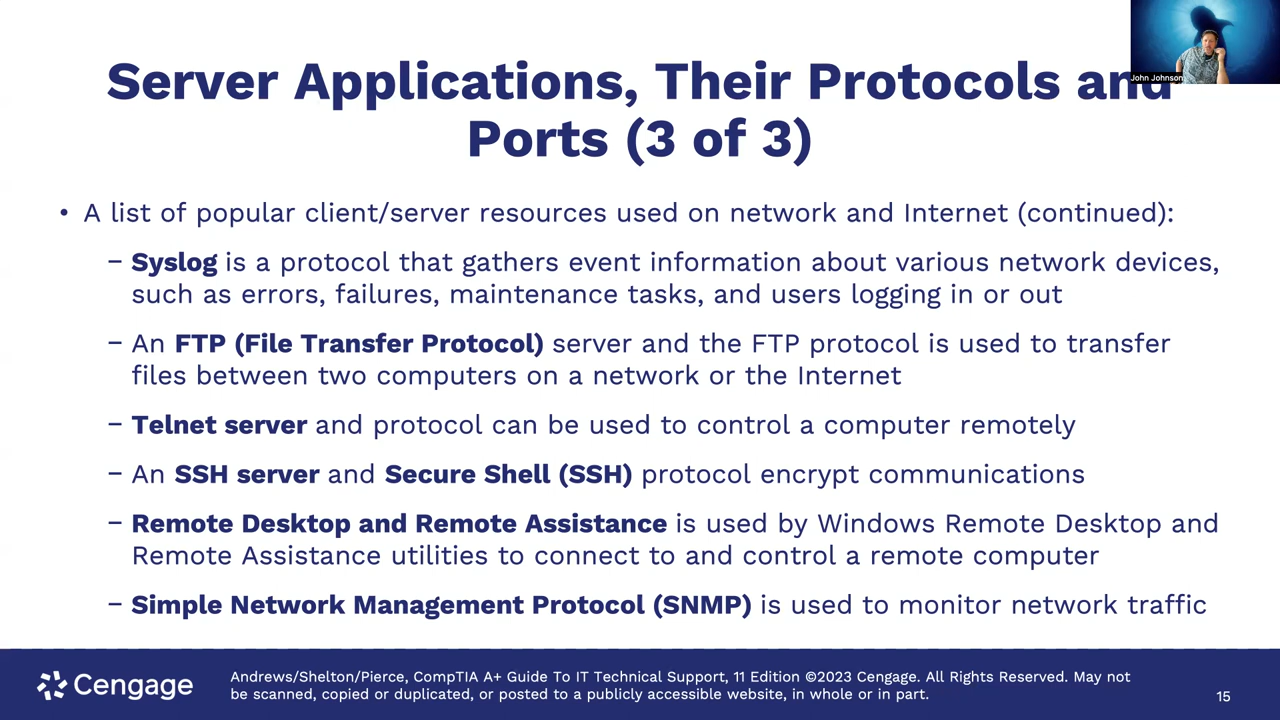 John Johnson
Server Applications, Their Protocols and
Ports (3 of 3)
• A list of popular client/server resources used on network and Internet (continued):
– Syslog is a protocol that gathers event information about various network devices,
such as errors, failures, maintenance tasks, and users logging in or out
– An FTP (File Transfer Protocol) server and the FTP protocol is used to transfer
files between two computers on a network or the Internet
– Telnet server and protocol can be used to control a computer remotely
– An SSH server and Secure Shell (SSH) protocol encrypt communications
– Remote Desktop and Remote Assistance is used by Windows Remote Desktop and
Remote Assistance utilities to connect to and control a remote computer
– Simple Network Management Protocol (SNMP) is used to monitor network traffic
Cengage
Andrews/Shelton/Pierce, CompTIA A+ Guide To IT Technical Support, 11 Edition ©2023 Cengage. All Rights Reserved. May not
be scanned, copied or duplicated, or posted to a publicly accessible website, in whole or in part.
15